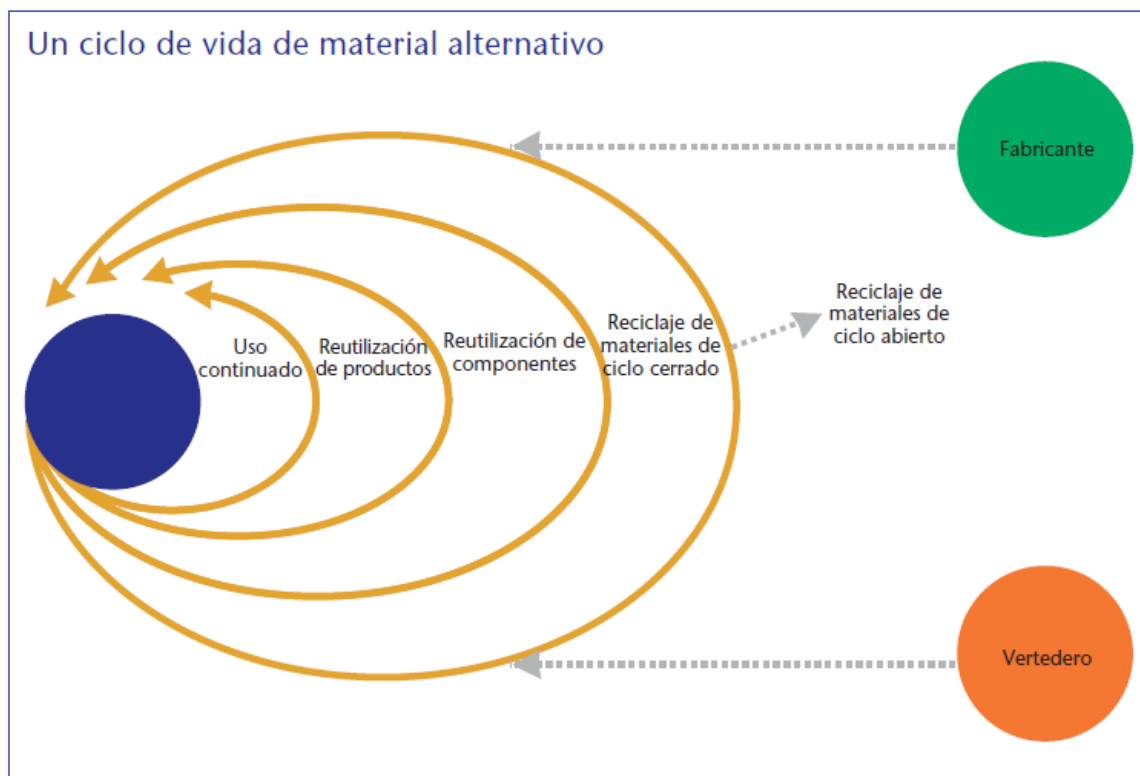 Un ciclo de vida de material alternativo
Fabricante
Uso
continuado
Reutilización
de productos
Reutilización de
componentes
Reciclaje de
materiales de
ciclo cerrado
Reciclaje de
materiales de
ciclo abierto
Vertedero